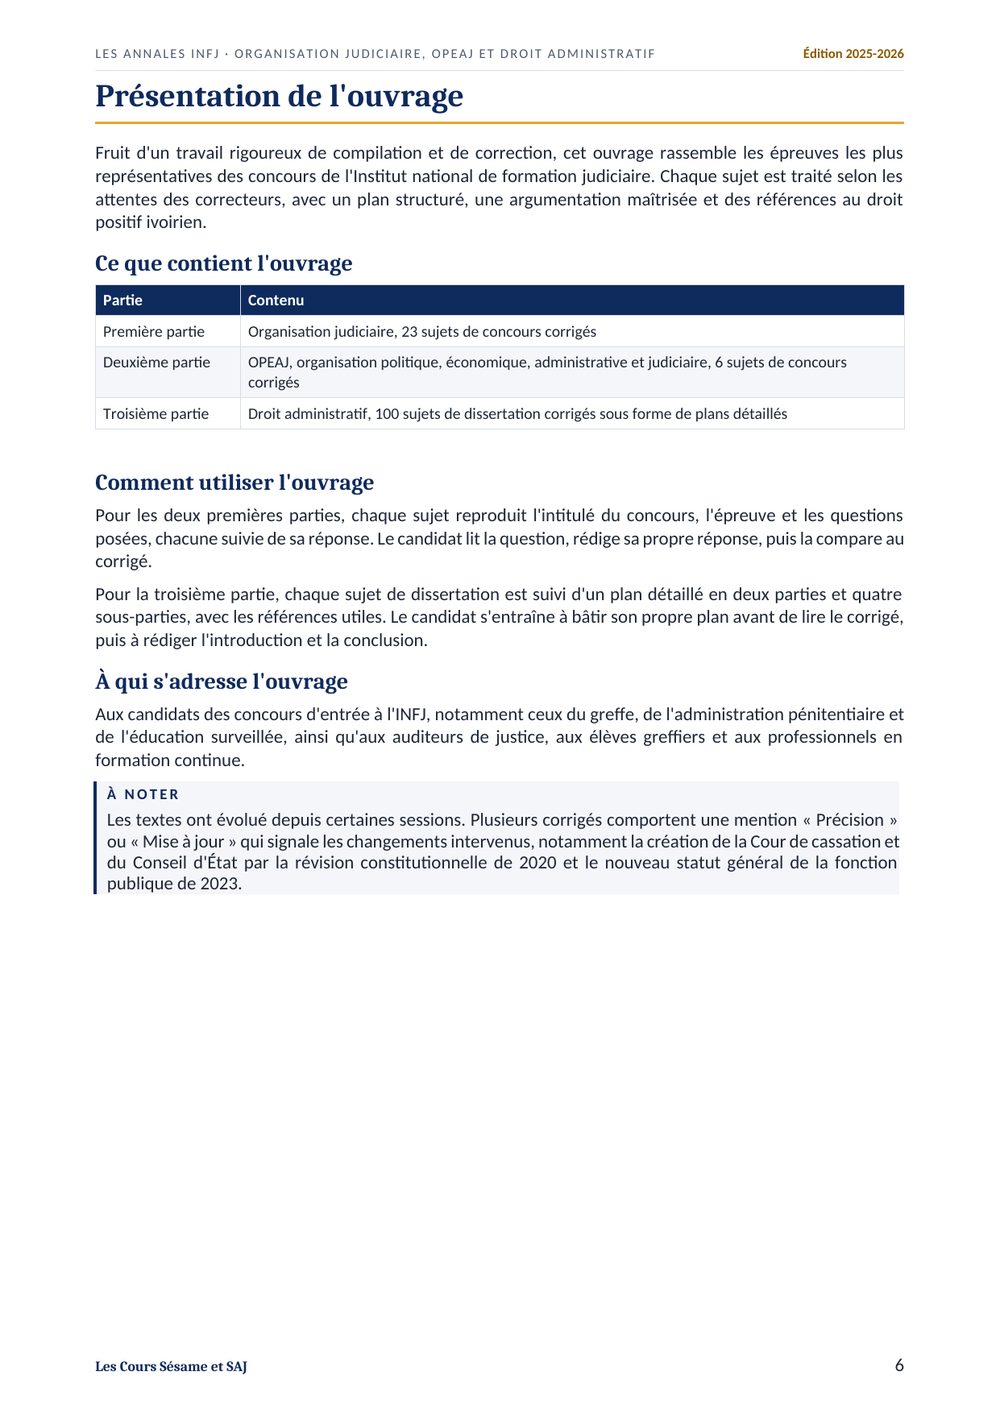 LES ANNALES INFJ · ORGANISATION JUDICIAIRE, OPEAJ ET DROIT ADMINISTRATIF
Édition 2025-2026
Présentation de l'ouvrage
Fruit d'un travail rigoureux de compilation et de correction, cet ouvrage rassemble les épreuves les plus
représentatives des concours de l'Institut national de formation judiciaire. Chaque sujet est traité selon les
attentes des correcteurs, avec un plan structuré, une argumentation maîtrisée et des références au droit
positif ivoirien.
Ce que contient l'ouvrage
Partie Contenu
Première partie Organisation judiciaire, 23 sujets de concours corrigés
Deuxième partie OPEAJ, organisation politique, économique, administrative et judiciaire, 6 sujets de concours
corrigés
Troisième partie Droit administratif, 100 sujets de dissertation corrigés sous forme de plans détaillés
Comment utiliser l'ouvrage
Pour les deux premières parties, chaque sujet reproduit l'intitulé du concours, l'épreuve et les questions
posées, chacune suivie de sa réponse. Le candidat lit la question, rédige sa propre réponse, puis la compare au
corrigé.
Pour la troisième partie, chaque sujet de dissertation est suivi d'un plan détaillé en deux parties et quatre
sous-parties, avec les références utiles. Le candidat s'entraîne à bâtir son propre plan avant de lire le corrigé,
puis à rédiger l'introduction et la conclusion.
À qui s'adresse l'ouvrage
Aux candidats des concours d'entrée à l'INFJ, notamment ceux du greffe, de l'administration pénitentiaire et
de l'éducation surveillée, ainsi qu'aux auditeurs de justice, aux élèves greffiers et aux professionnels en
formation continue.
À NOTER
Les textes ont évolué depuis certaines sessions. Plusieurs corrigés comportent une mention « Précision »
ou « Mise à jour » qui signale les changements intervenus, notamment la création de la Cour de cassation et
du Conseil d'État par la révision constitutionnelle de 2020 et le nouveau statut général de la fonction
publique de 2023.
Les Cours Sésame et SAJ
6